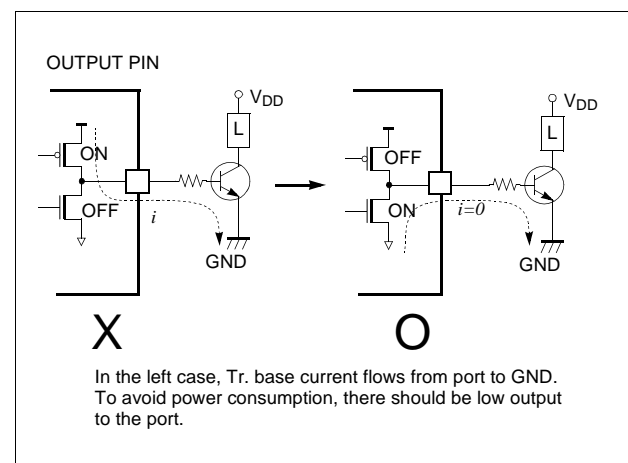 OUTPUT PIN
ON
OFF
i
VDD
L
GND
X
OFF
ON
i=0
VDD
L
GND
O
In the left case, Tr. base current flows from port to GND.
To avoid power consumption, there should be low output
to the port.